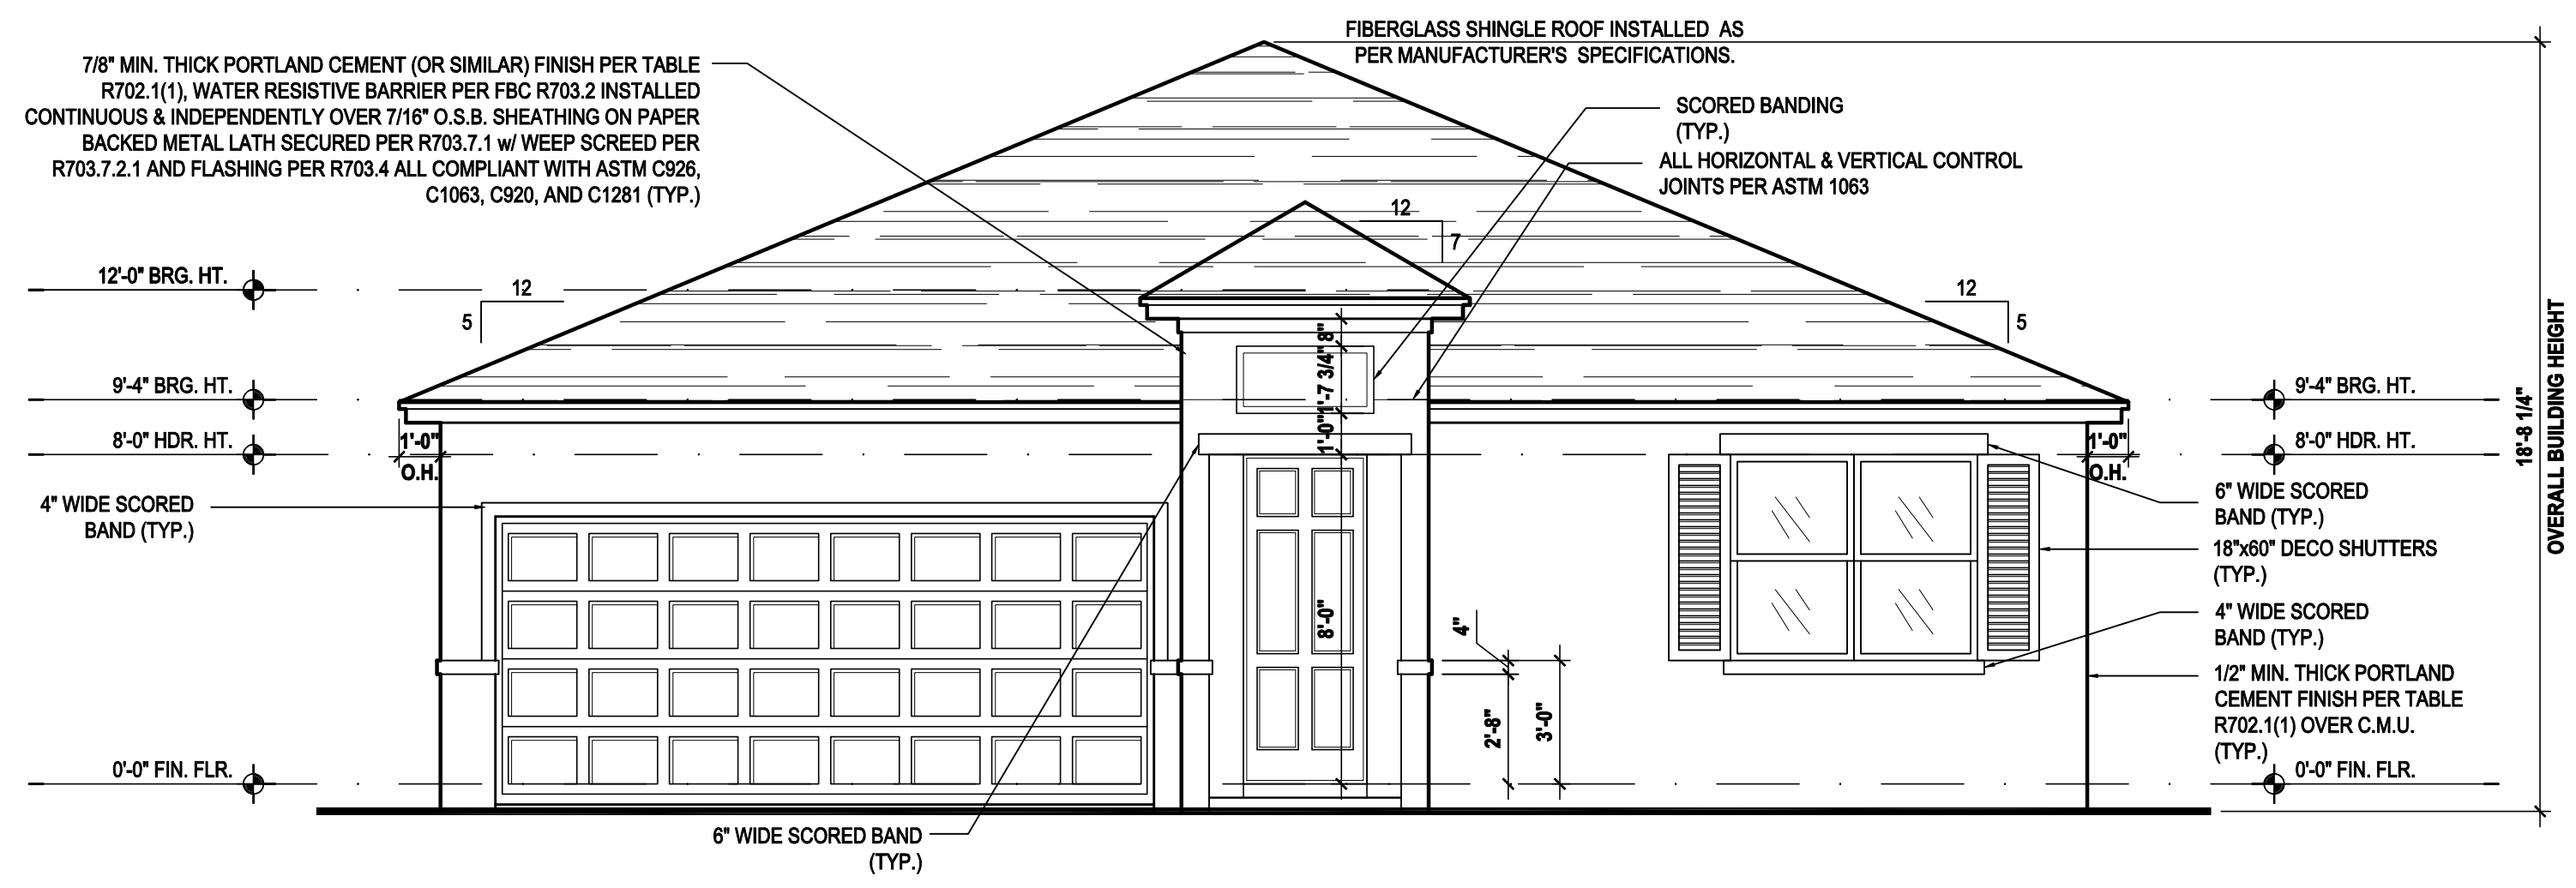 FIBERGLASS SHINGLE ROOF INSTALLED AS
PER MANUFACTURER'S SPECIFICATIONS.
7/8" MIN. THICK PORTLAND CEMENT (OR SIMILAR) FINISH PER TABLE
R702.1(1), WATER RESISTIVE BARRIER PER FBC R703.2 INSTALLED
CONTINUOUS & INDEPENDENTLY OVER 7/16" O.S.B. SHEATHING ON PAPER
BACKED METAL LATH SECURED PER R703.7.1 w/ WEEP SCREED PER
R703.7.2.1 AND FLASHING PER R703.4 ALL COMPLIANT WITH ASTM C926,
C1063, C920, AND C1281 (TYP.)
SCORED BANDING
(TYP.)
ALL HORIZONTAL & VERTICAL CONTROL
JOINTS PER ASTM 1063
12
7
12'-0" BRG. HT.
12
5
12
5
9'-4" BRG. HT.
8'-0" HDR. HT.
1'-0"
O.H.
4" WIDE SCORED
BAND (TYP.)
0'-0" FIN. FLR.
8"
1'-7 3/4"
1'-0"
8'-0"
4"
2'-8"
3'-0"
6" WIDE SCORED BAND
(TYP.)
9'-4" BRG. HT.
8'-0" HDR. HT.
1'-0"
O.H.
6" WIDE SCORED
BAND (TYP.)
18"x60" DECO SHUTTERS
(TYP.)
4" WIDE SCORED
BAND (TYP.)
1/2" MIN. THICK PORTLAND
CEMENT FINISH PER TABLE
R702.1(1) OVER C.M.U.
(TYP.)
0'-0" FIN. FLR.
18'-8 1/4"
OVERALL BUILDING HEIGHT